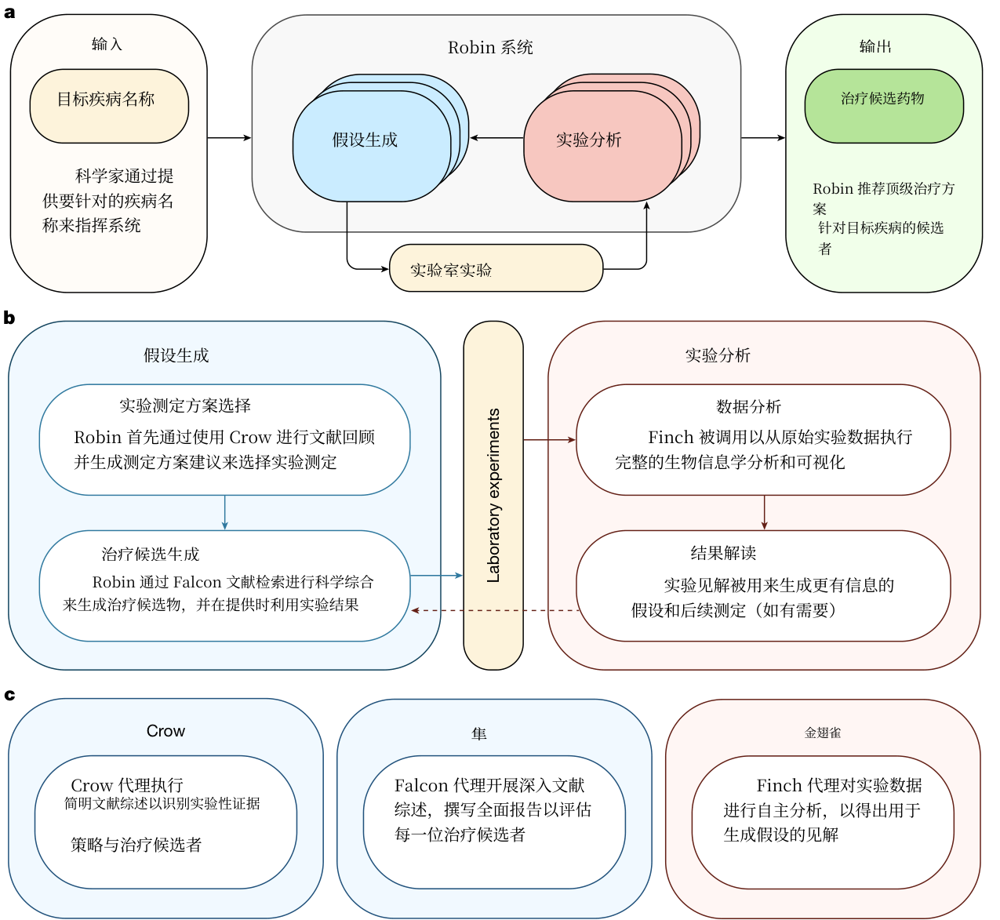 a
输入
目标疾病名称
科学家通过提
供要针对的疾病名
称来指挥系统
Robin 系统
假设生成
实验分析
实验室实验
输出
治疗候选药物
Robin 推荐顶级治疗方
案
针对目标疾病的候选
者
b
假设生成
实验测定方案选择
Robin 首先通过使用 Crow 进行文献回顾
并生成测定方案建议来选择实验测定
治疗候选生成
Robin 通过 Falcon 文献检索进行科学综合
来生成治疗候选物，并在提供时利用实验结果
Laboratory experiments
实验分析
数据分析
Finch 被调用以从原始实验数据执行
完整的生物信息学分析和可视化
结果解读
实验见解被用来生成更有信息的
假设和后续测定（如有需要）
c
Crow
Crow 代理执行
简明文献综述以识别实验性证据
策略与治疗候选者
隼
Falcon 代理开展深入文献
综述，撰写全面报告以评估
每一位治疗候选者
金翅雀
Finch 代理对实验数据
进行自主分析，以得出用于
生成假设的见解